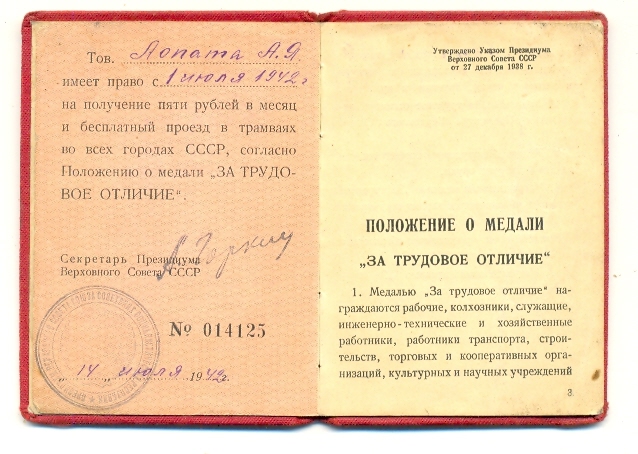 Тов. Лопата А.Я
имеет право с 1 июля 1942 г
на получение пяти рублей в месяц
и бесплатный проезд в трамваях
во всех городах СССР, согласно
Положению о медали „ЗА ТРУДО-
ВОЕ ОТЛИЧИЕ“.
Секретарь Президиума
Верховного Совета СССР
№ 014125
„14„ июля 1942г.
Утверждено Указом Президиума
Верховного Совета СССР
от 27 декабря 1938 г.
ПОЛОЖЕНИЕ О МЕДАЛИ
„ЗА ТРУДОВОЕ ОТЛИЧИЕ“
1. Медалью „За трудовое отличие“ на-
граждаются рабочие, колхозники, служащие,
инженерно-технические и хозяйственные
работники, работники транспорта, строи-
тельств, торговых и кооперативных орга-
низаций, культурных и научных учреждений
3